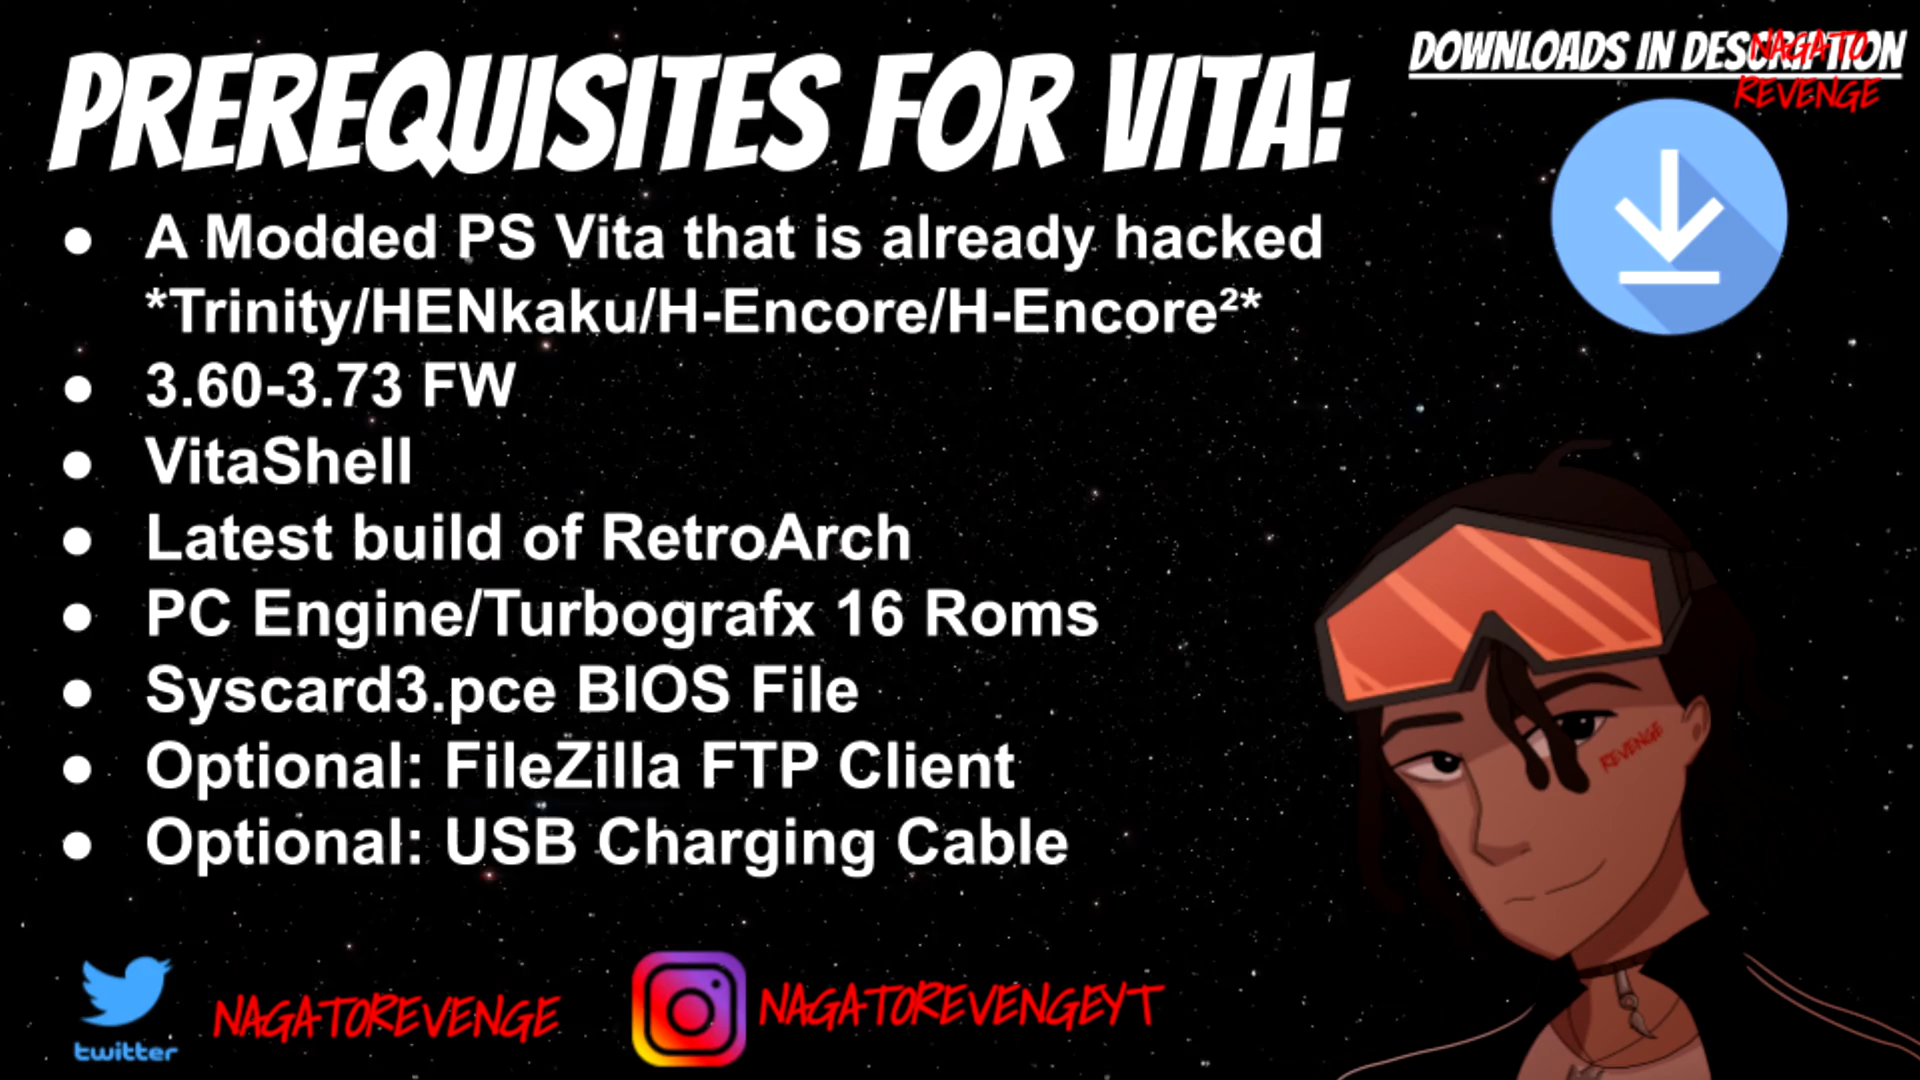 PREREQUISITES FOR VITA:
DOWNLOADS IN DESCRIPTION
NAGATO
REVENGE
● A Modded PS Vita that is already hacked
*Trinity/HENkaku/H-Encore/H-Encore²*
● 3.60-3.73 FW
● VitaShell
● Latest build of RetroArch
● PC Engine/Turbografx 16 Roms
● Syscard3.pce BIOS File
● Optional: FileZilla FTP Client
● Optional: USB Charging Cable
REVENGE
twitter
NAGATOREVENGE
NAGATOREVENGEYT